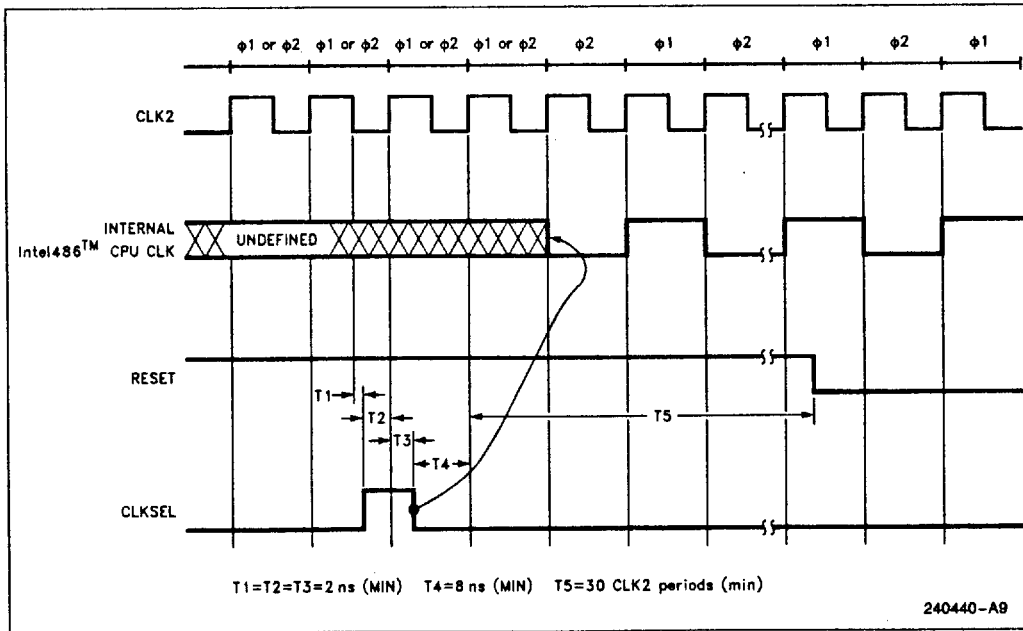 φ1 or φ2 φ1 or φ2 φ1 or φ2 φ1 or φ2 φ2 φ1 φ2 φ1 φ2 φ1
CLK2
INTERNAL
Intel486™ CPU CLK
UNDEFINED
RESET
T1
T2
T3
T4
T5
CLKSEL
T1=T2=T3=2 ns (MIN) T4=8 ns (MIN) T5=30 CLK2 periods (min)
240440-A9